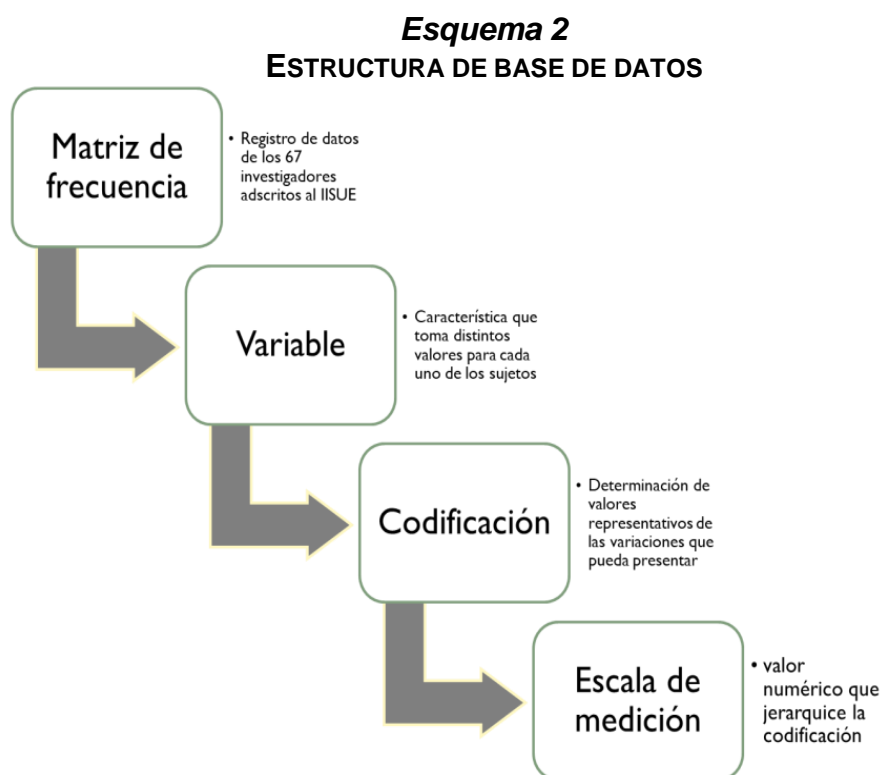 Esquema 2
ESTRUCTURA DE BASE DE DATOS
Matriz de
frecuencia
• Registro de datos
de los 67
investigadores
adscritos al IISUE
Variable
• Característica que
toma distintos
valores para cada
uno de los sujetos
Codificación
• Determinación de
valores
representativos de
las variaciones que
pueda presentar
Escala de
medición
• valor
numérico que
jerarquice la
codificación